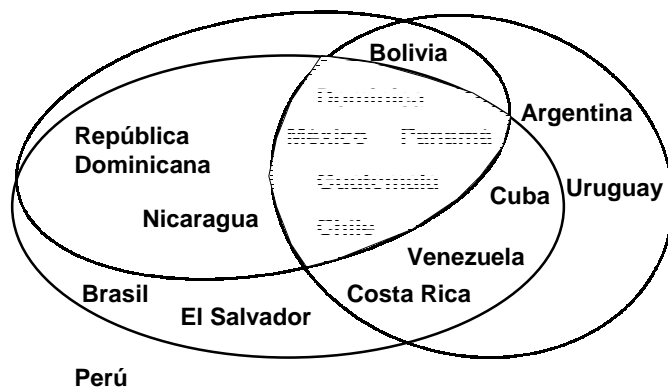 Bolivia
Argentina
República
Dominicana
México Panamá
Guatemala
Cuba
Uruguay
Nicaragua
Chile
Venezuela
Brasil
Costa Rica
El Salvador
Perú